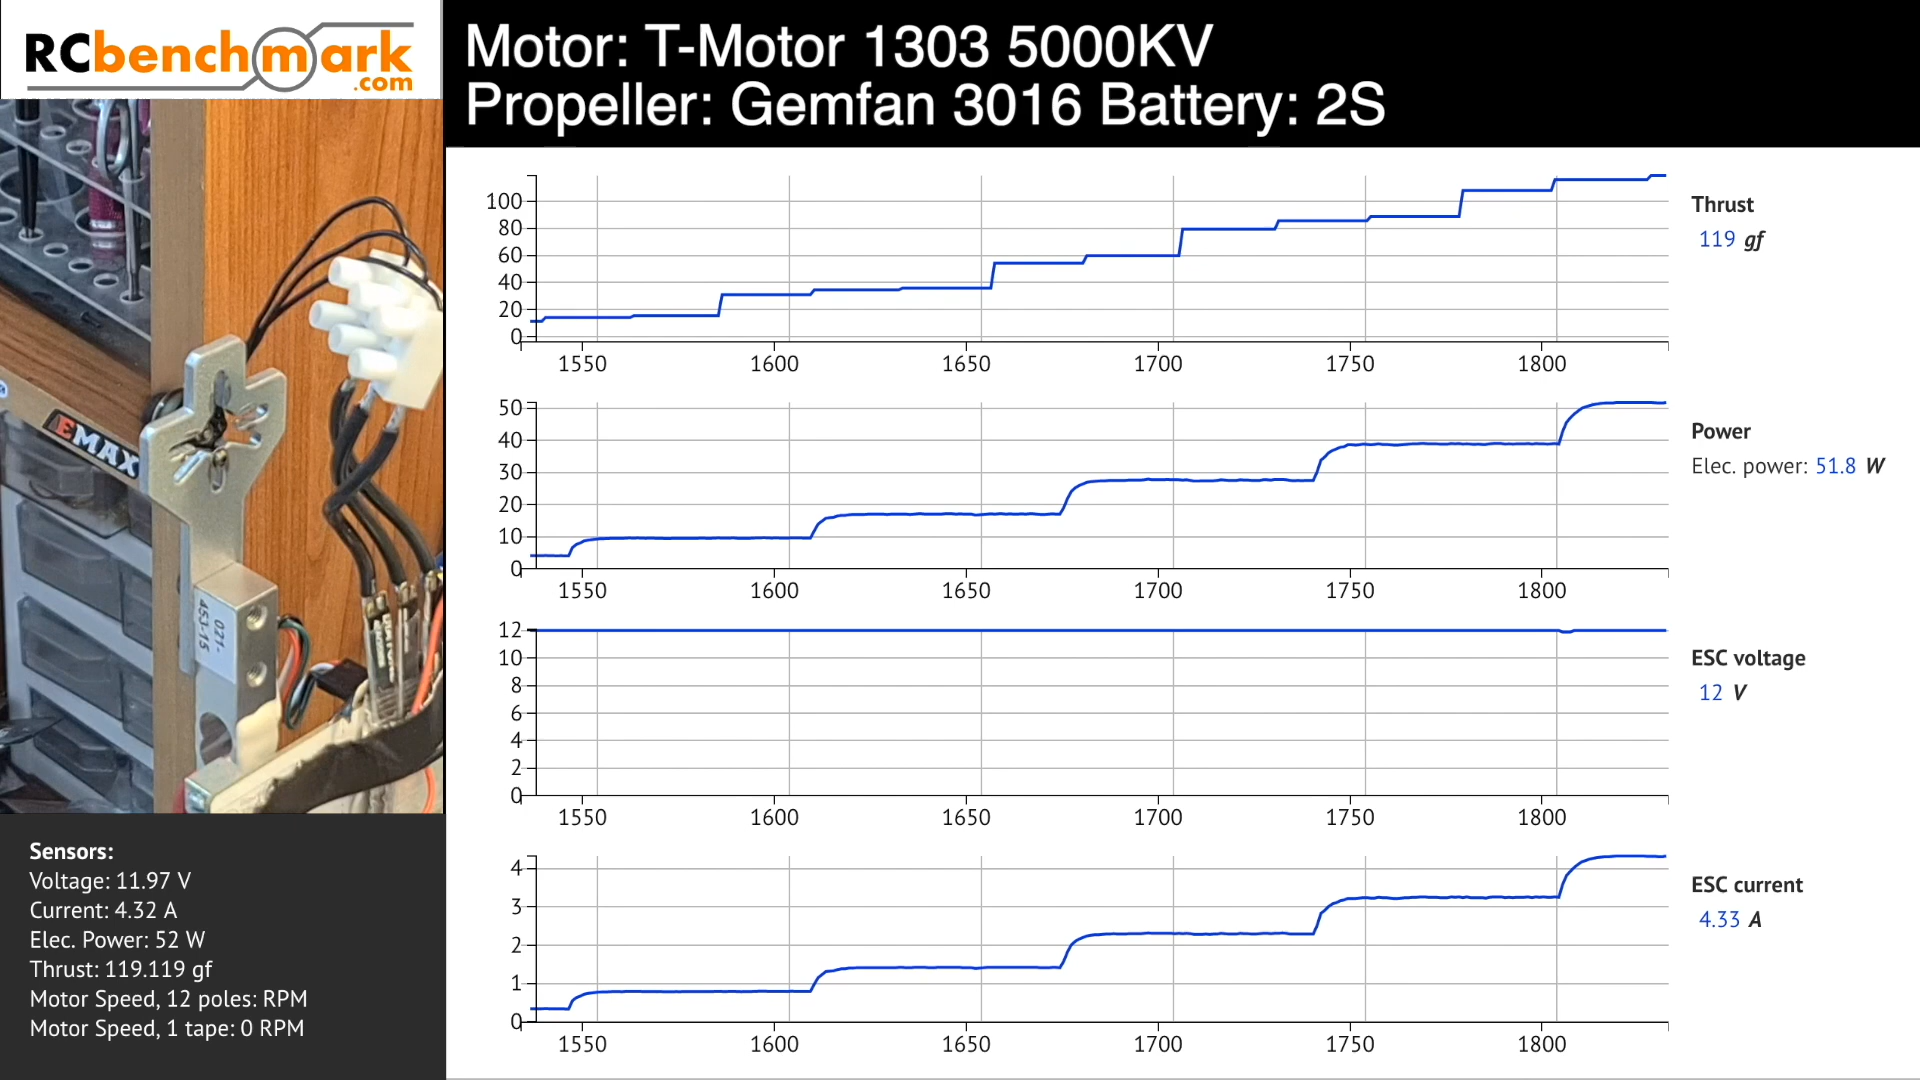 RCbenchmark
.com
Motor: T-Motor 1303 5000KV
Propeller: Gemfan 3016 Battery: 2S
100
80
60
40
20
0
1550 1600 1650 1700 1750 1800
Thrust
119 gf
50
40
30
20
10
0
1550 1600 1650 1700 1750 1800
Power
Elec. power: 51.8 W
12
10
8
6
4
2
0
1550 1600 1650 1700 1750 1800
ESC voltage
12 V
4
3
2
1
0
1550 1600 1650 1700 1750 1800
ESC current
4.33 A
EMAX
021-
453-15
Sensors:
Voltage: 11.97 V
Current: 4.32 A
Elec. Power: 52 W
Thrust: 119.119 gf
Motor Speed, 12 poles: RPM
Motor Speed, 1 tape: 0 RPM